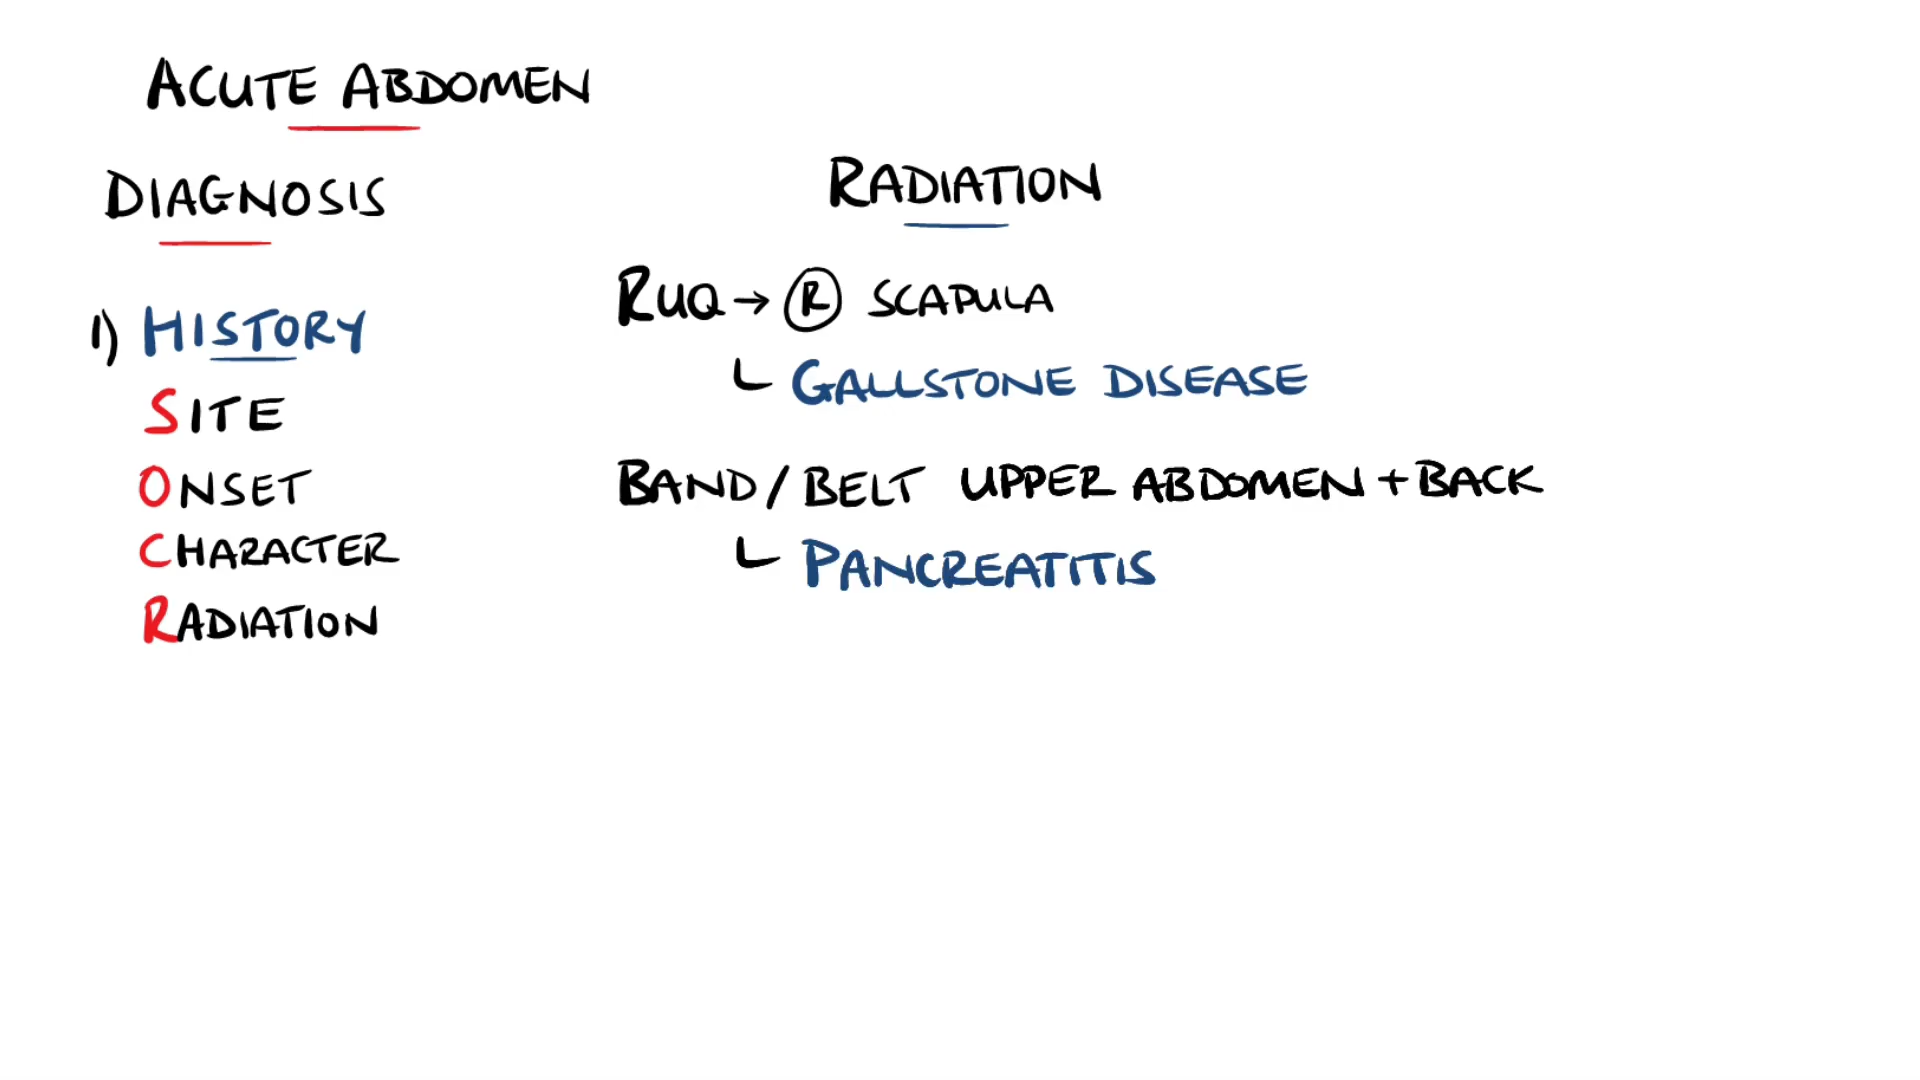 ACUTE ABDOMEN
DIAGNOSIS
1) HISTORY
SITE
ONSET
CHARACTER
RADIATION
RADIATION
RUQ → R SCAPULA
GALLSTONE DISEASE
BAND/BELT UPPER ABDOMEN + BACK
PANCREATITIS